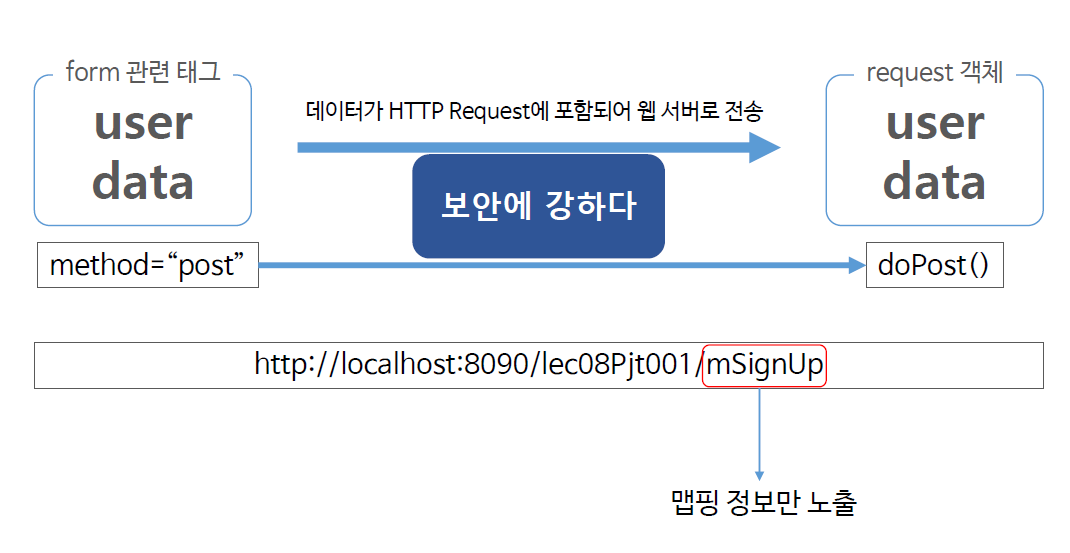 form 관련 태그
user
data
데이터가 HTTP Request에 포함되어 웹 서버로 전송
보안에 강하다
request 객체
user
data
method=“post”
doPost()
http://localhost:8090/lec08Pjt001/mSignUp
맵핑 정보만 노출